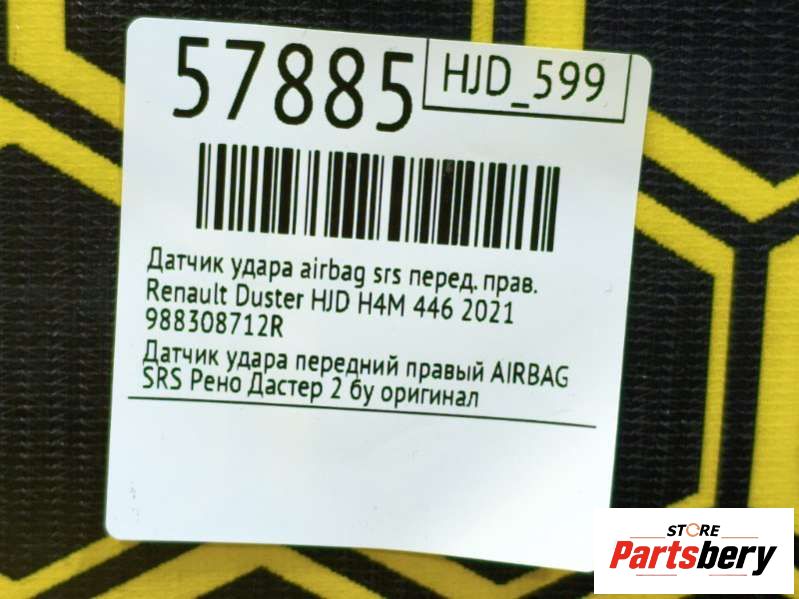 57885
HJD_599
Датчик удара airbag srs перед. прав.
Renault Duster HJD H4M 446 2021
988308712R
Датчик удара передний правый AIRBAG
SRS Рено Дастер 2 бу оригинал
STORE
Partsbery